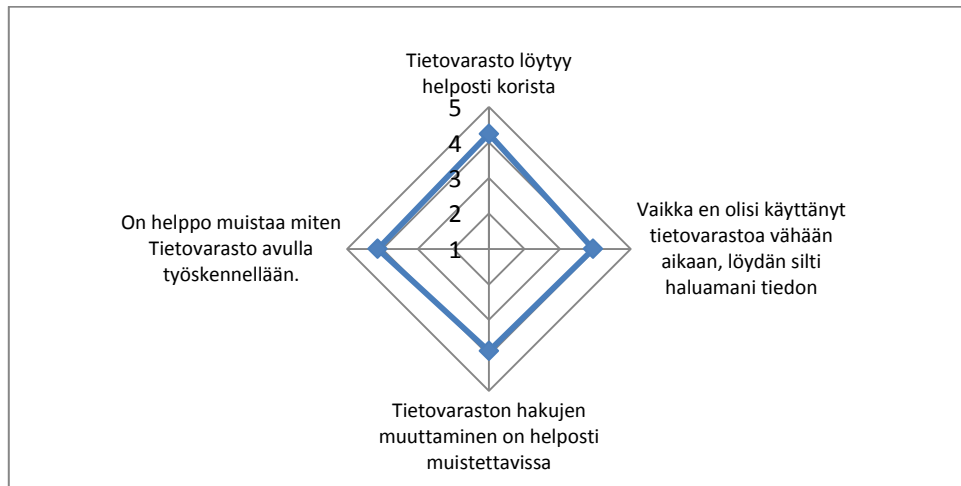 Tietovarasto löytyy
helposti korista
5
4
3
2
1
Vaikka en olisi käyttänyt
tietovarastoa vähään
aikaan, löydän silti
haluamani tiedon
Tietovaraston hakujen
muuttaminen on helposti
muistettavissa
On helppo muistaa miten
Tietovarasto avulla
työskennellään.